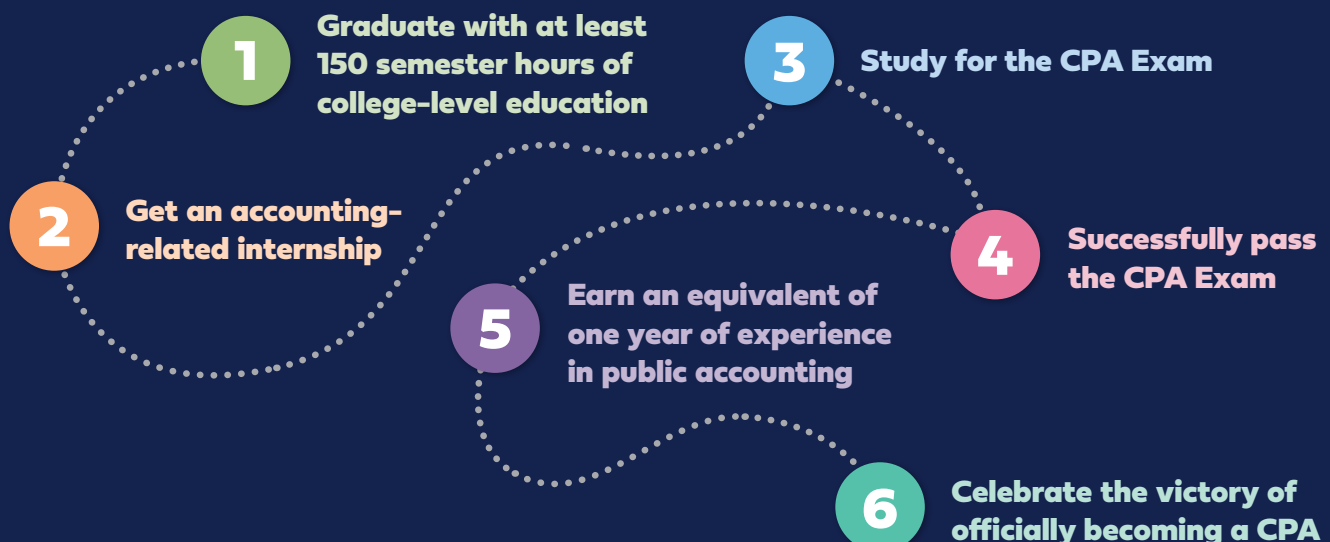 1
Graduate with at least
150 semester hours of
college-level education
2
Get an accounting-
related internship
3
Study for the CPA Exam
4
Successfully pass
the CPA Exam
5
Earn an equivalent of
one year of experience
in public accounting
6
Celebrate the victory of
officially becoming a CPA